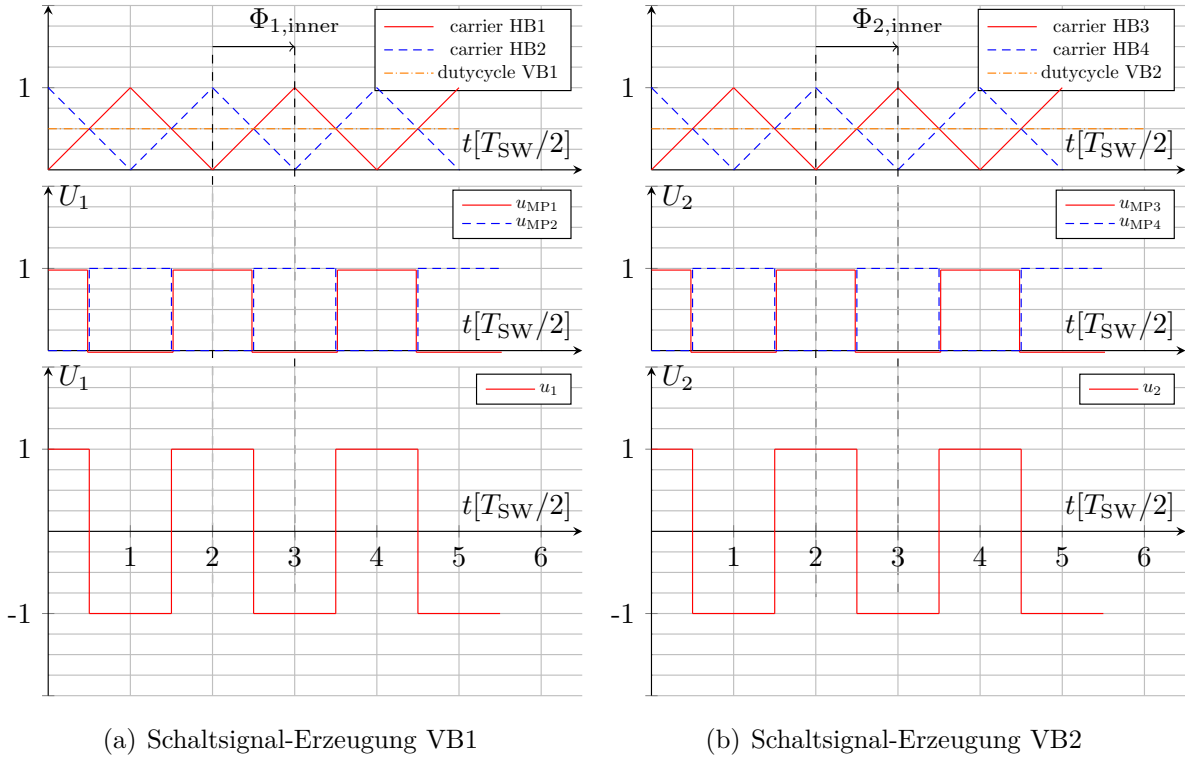 Φ1,inner
carrier HB1
carrier HB2
dutycycle VB1
1
t[TSW/2]
U1
uMP1
uMP2
1
t[TSW/2]
U1
u1
1
t[TSW/2]
1 2 3 4 5 6
-1
(a) Schaltsignal-Erzeugung VB1
Φ2,inner
carrier HB3
carrier HB4
dutycycle VB2
1
t[TSW/2]
U2
uMP3
uMP4
1
t[TSW/2]
U2
u2
1
t[TSW/2]
1 2 3 4 5 6
-1
(b) Schaltsignal-Erzeugung VB2